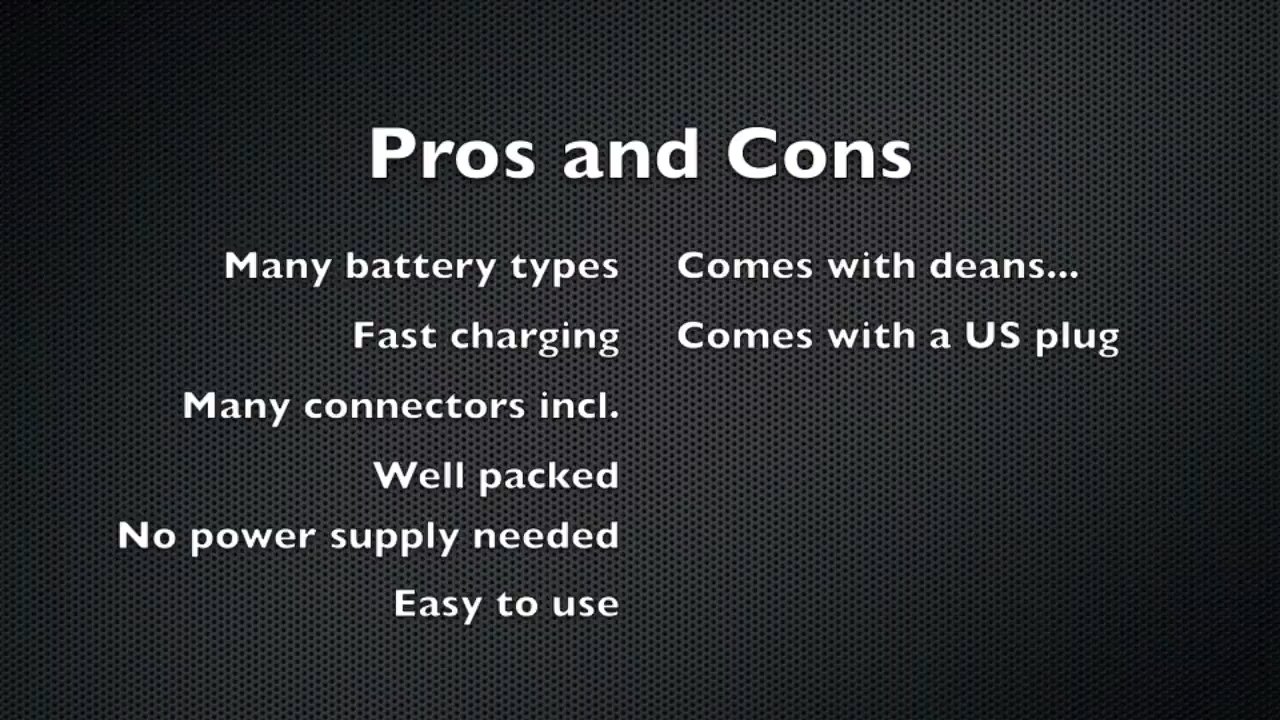 Pros and Cons
Many battery types
Fast charging
Many connectors incl.
Well packed
No power supply needed
Easy to use
Comes with deans...
Comes with a US plug